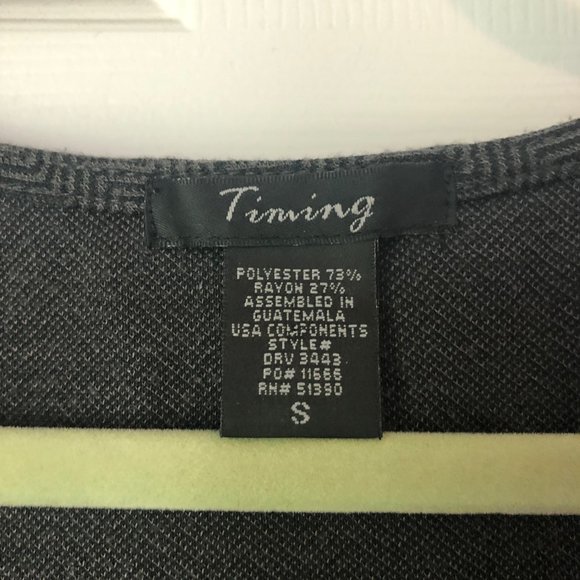 Timing
POLYESTER 73%
RAYON 27%
ASSEMBLED IN
GUATEMALA
USA COMPONENTS
STYLE#
DRV 3443
PO# 11666
RN# 51390
S